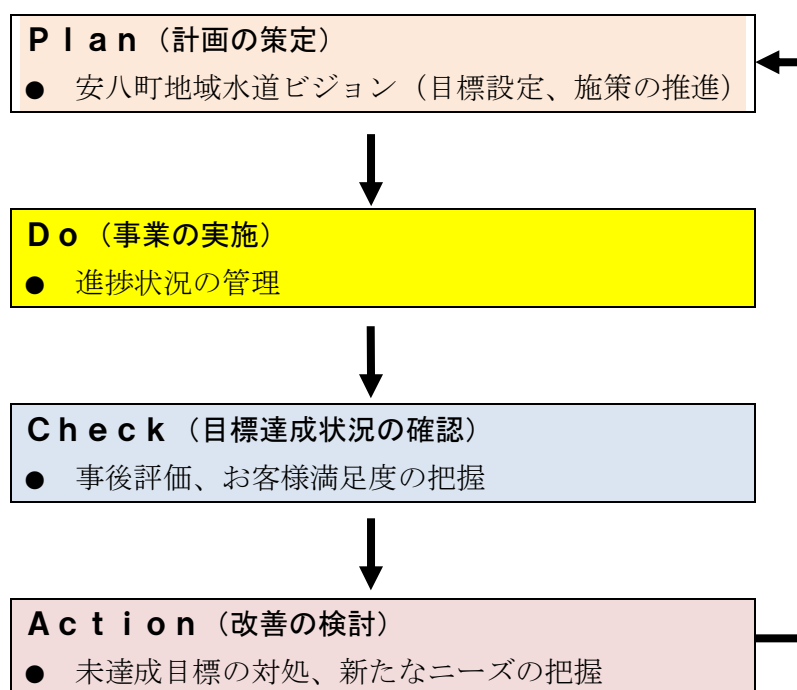 Ｐｌａｎ（計画の策定）
● 安八町地域水道ビジョン（目標設定、施策の推進）
Ｄｏ（事業の実施）
● 進捗状況の管理
Ｃｈｅｃｋ（目標達成状況の確認）
● 事後評価、お客様満足度の把握
Ａｃｔｉｏｎ（改善の検討）
● 未達成目標の対処、新たなニーズの把握